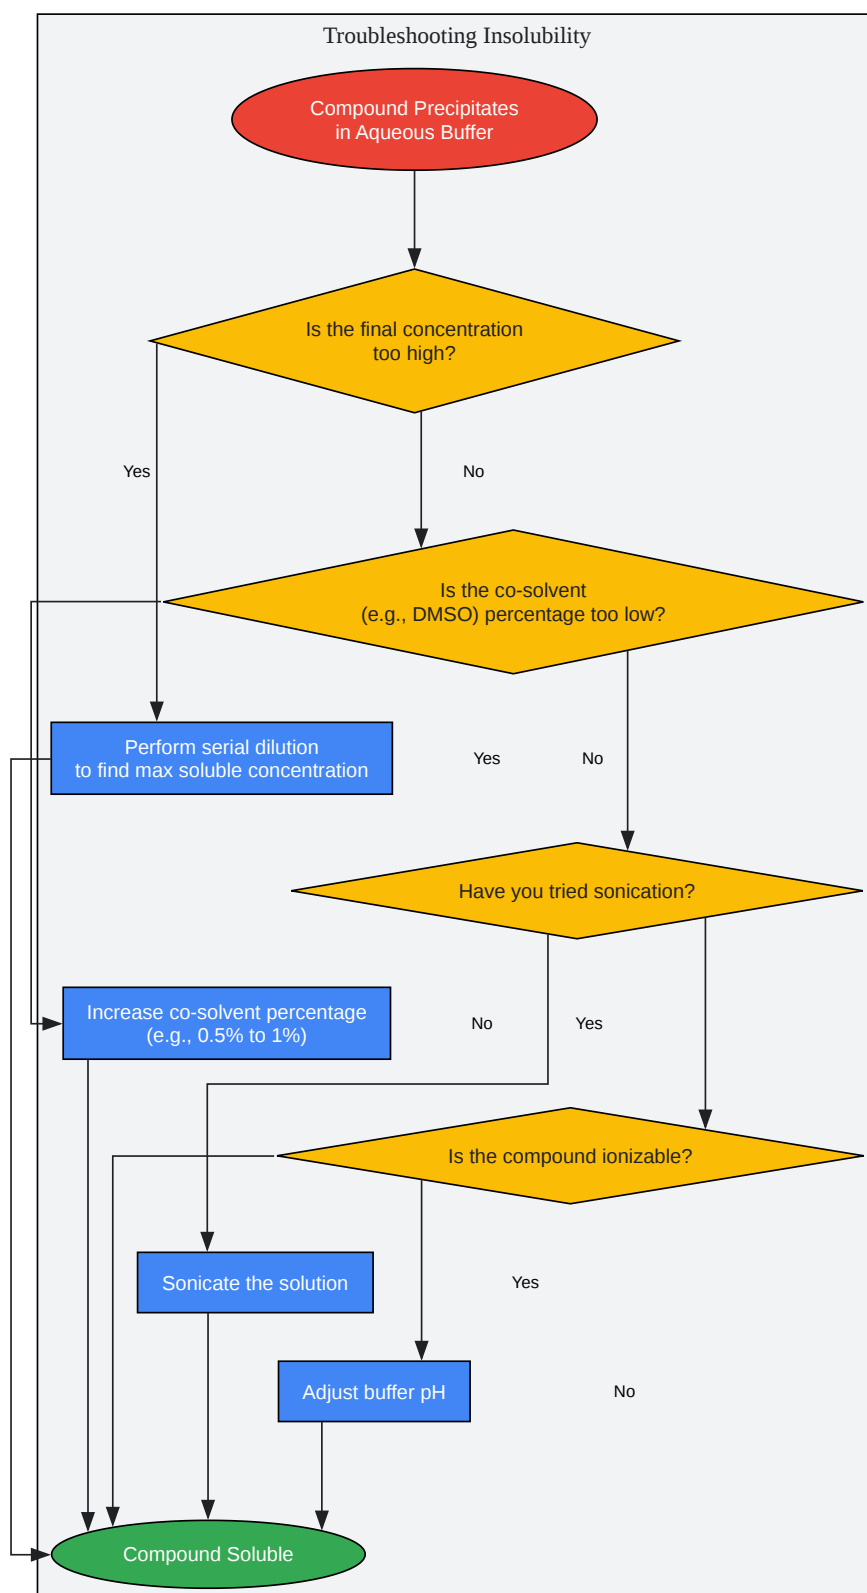 Troubleshooting Insolubility
Compound Precipitates
in Aqueous Buffer
Is the final concentration
too high?
Yes
No
Is the co-solvent
(e.g., DMSO) percentage too low?
Perform serial dilution
to find max soluble concentration
Yes
No
Have you tried sonication?
Increase co-solvent percentage
(e.g., 0.5% to 1%)
No
Yes
Is the compound ionizable?
Sonicate the solution
Yes
Adjust buffer pH
No
Compound Soluble